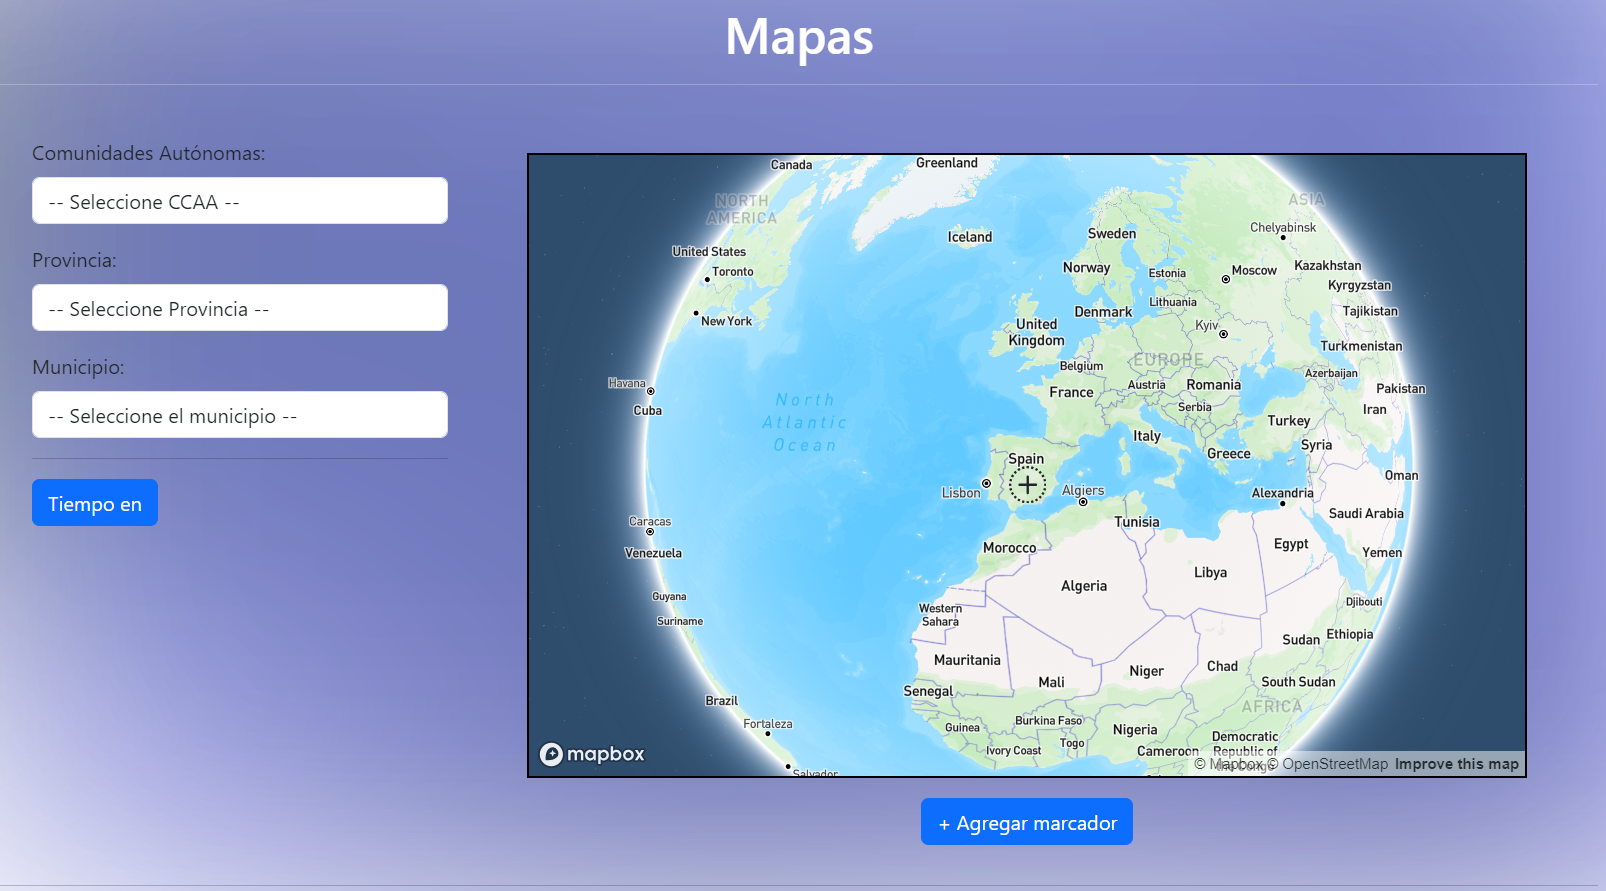 Mapas
Comunidades Autónomas:
-- Seleccione CCAA --
Provincia:
-- Seleccione Provincia --
Municipio:
-- Seleccione el municipio --
Tiempo en
Canada
Greenland
NORTH
AMERICA
ASIA
Iceland
Sweden
Chelyabinsk
United States
Toronto
Norway
Estonia
Moscow
Kazakhstan
Kyrgyzstan
New York
Lithuania
Denmark
Tajikistan
United
Kingdom
Kyiv
Turkmenistan
EUROPE
Belgium
Azerbaijan
Havana
France
Austria
Romania
Pakistan
Cuba
North
Atlantic
Ocean
Serbia
Iran
Turkey
Italy
Syria
Greece
Spain
Oman
Lisbon
Algiers
Alexandria
Caracas
Tunisia
Saudi Arabia
Venezuela
Morocco
Egypt
Yemen
Algeria
Libya
Guyana
Western
Sahara
Djibouti
Suriname
Sudan
Ethiopia
Mauritania
Niger
Chad
Mali
South Sudan
Senegal
Brazil
AFRICA
Fortaleza
Guinea
Burkina Faso
Nigeria
Ivory Coast
Togo
Cameroon
Democratic
Republic of
the Congo
Salvador
mapbox
© Mapbox © OpenStreetMap Improve this map
+ Agregar marcador